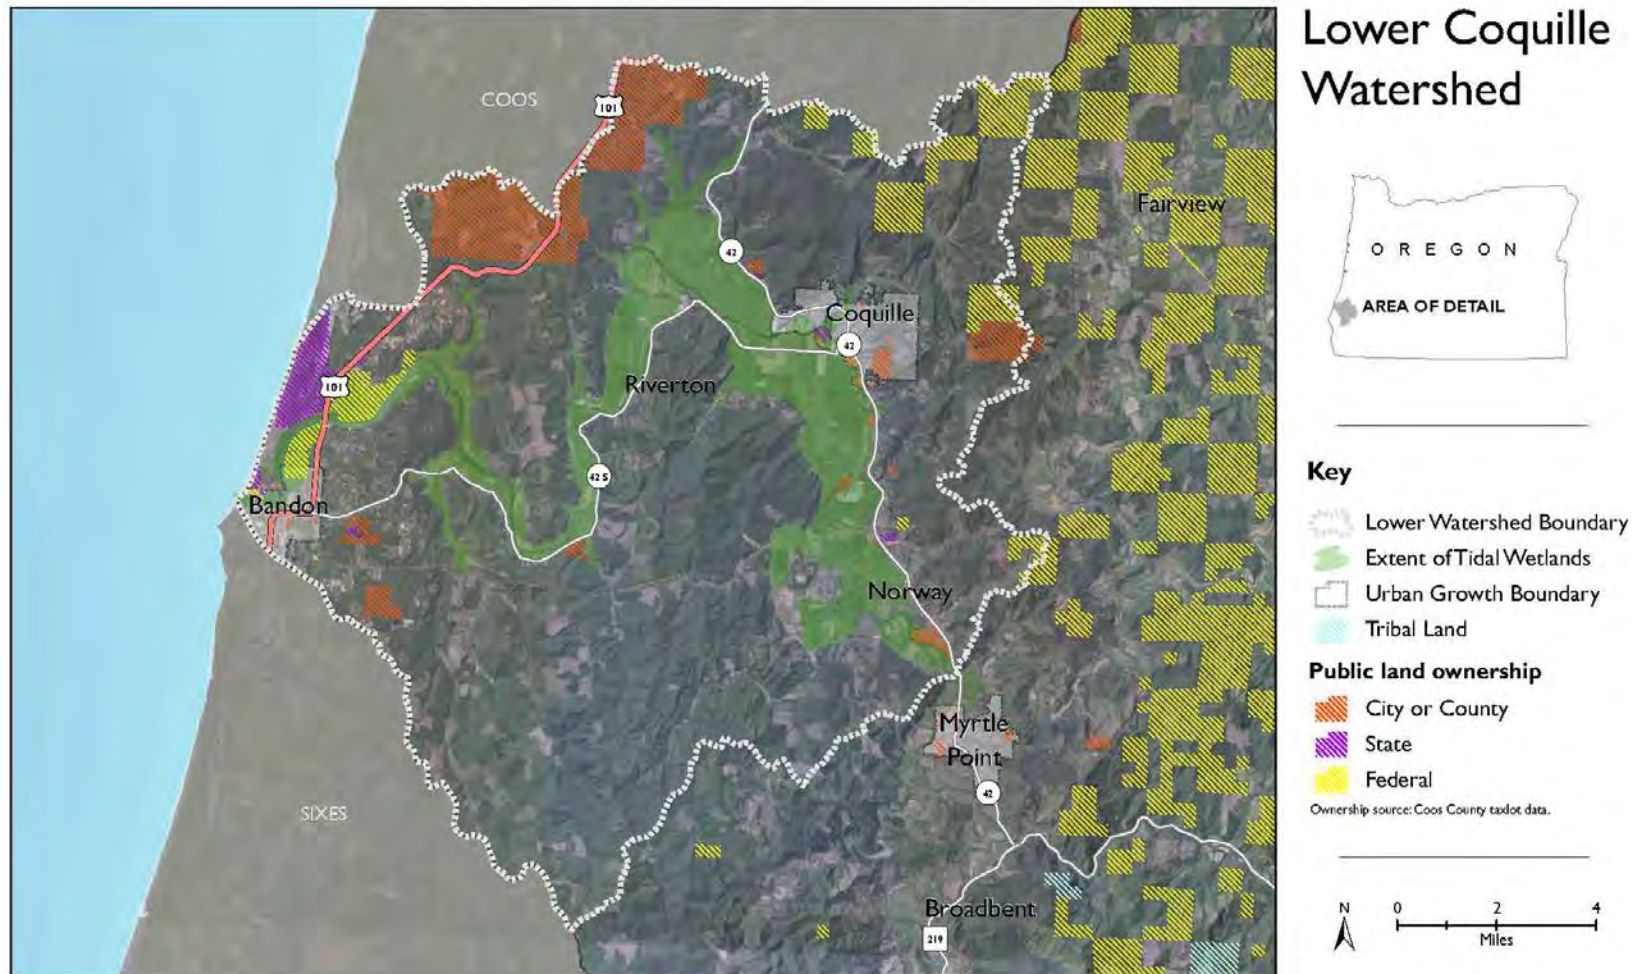 Lower Coquille
Watershed
COOS
101
Fairview
42
OREGON
Coquille
AREA OF DETAIL
42
101
Riverton
Key
42 S
Bandon
Lower Watershed Boundary
Extent of Tidal Wetlands
Norway
Urban Growth Boundary
Tribal Land
Public land ownership
City or County
Myrtle
Point
State
Federal
42
SIXES
Ownership source: Coos County taxlot data.
Broadbent
219
N
0 2 4
Miles